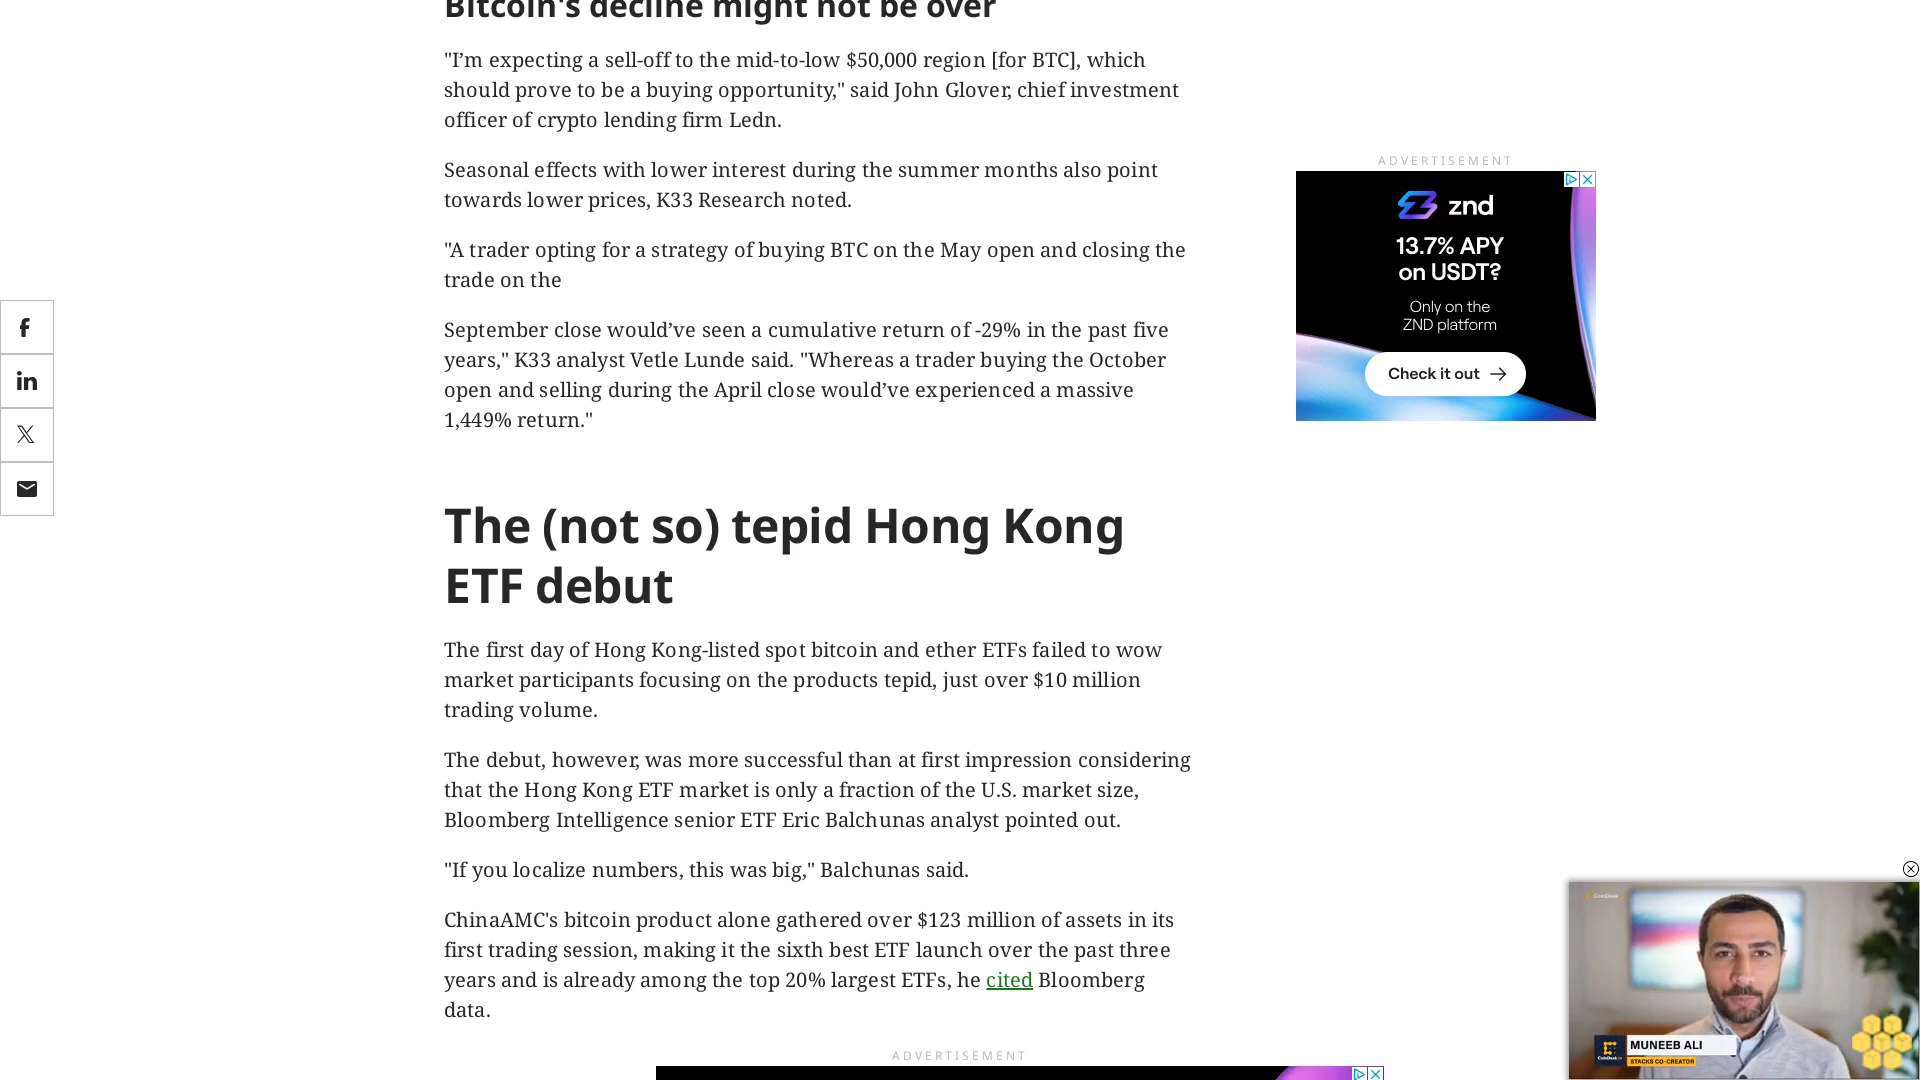 Bitcoin's decline might not be over
"I’m expecting a sell-off to the mid-to-low $50,000 region [for BTC], which
should prove to be a buying opportunity," said John Glover, chief investment
officer of crypto lending firm Ledn.
Seasonal effects with lower interest during the summer months also point
towards lower prices, K33 Research noted.
"A trader opting for a strategy of buying BTC on the May open and closing the
trade on the
September close would’ve seen a cumulative return of -29% in the past five
years," K33 analyst Vetle Lunde said. "Whereas a trader buying the October
open and selling during the April close would’ve experienced a massive
1,449% return."
The (not so) tepid Hong Kong
ETF debut
The first day of Hong Kong-listed spot bitcoin and ether ETFs failed to wow
market participants focusing on the products tepid, just over $10 million
trading volume.
The debut, however, was more successful than at first impression considering
that the Hong Kong ETF market is only a fraction of the U.S. market size,
Bloomberg Intelligence senior ETF Eric Balchunas analyst pointed out.
"If you localize numbers, this was big," Balchunas said.
ChinaAMC's bitcoin product alone gathered over $123 million of assets in its
first trading session, making it the sixth best ETF launch over the past three
years and is already among the top 20% largest ETFs, he cited Bloomberg
data.
ADVERTISEMENT
ADVERTISEMENT
znd
13.7% APY
on USDT?
Only on the
ZND platform
Check it out
CoinDesk
MUNEEB ALI
STACKS CO-CREATOR
CoinDesk